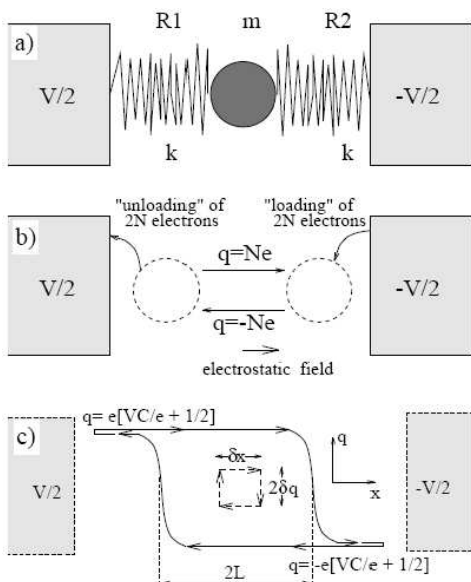 a)
R1 m R2
V/2 -V/2
k k
b)
"unloading" of "loading" of
2N electrons 2N electrons
q=Ne
V/2 -V/2
q=-Ne
electrostatic field
c)
q= e[VC/e + 1/2]
δx q
V/2 2δq x -V/2
2L q= -e[VC/e + 1/2]